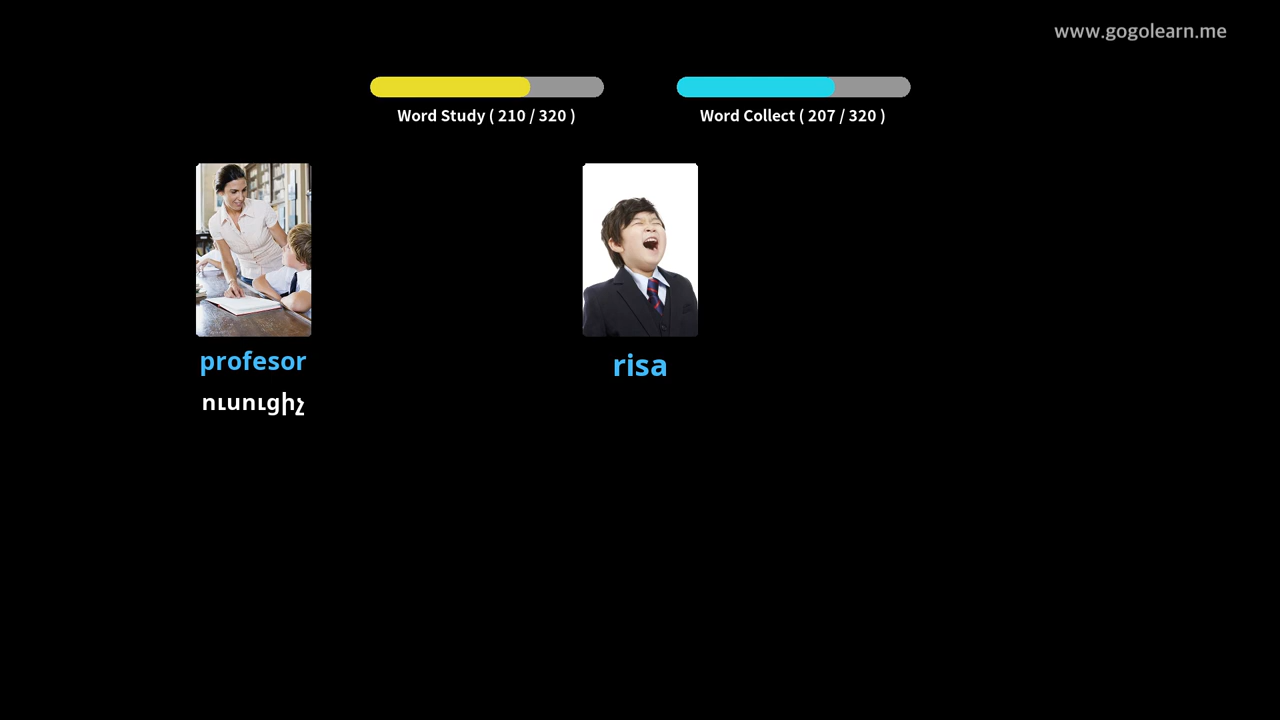 www.gogolearn.me
Word Study ( 210 / 320 )
Word Collect ( 207 / 320 )
profesor
risa
ուսուցիչ